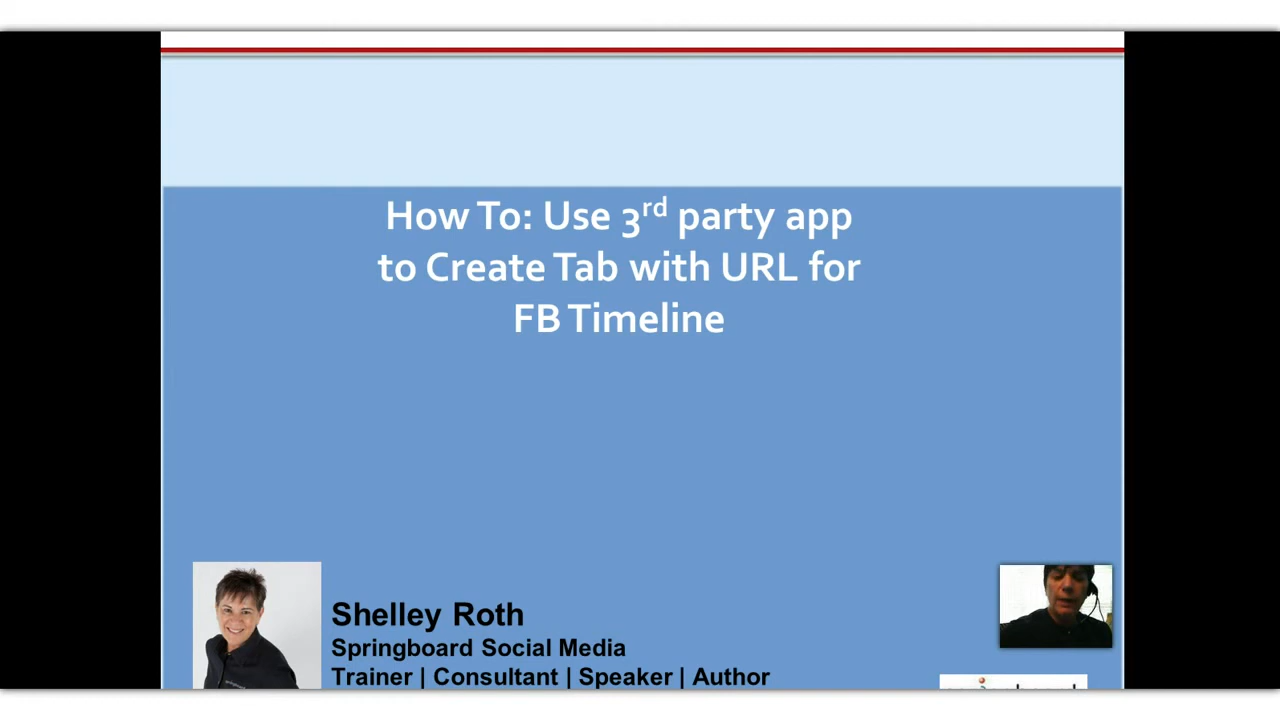 How To: Use 3rd party app
to Create Tab with URL for
FB Timeline
Shelley Roth
Springboard Social Media
Trainer | Consultant | Speaker | Author